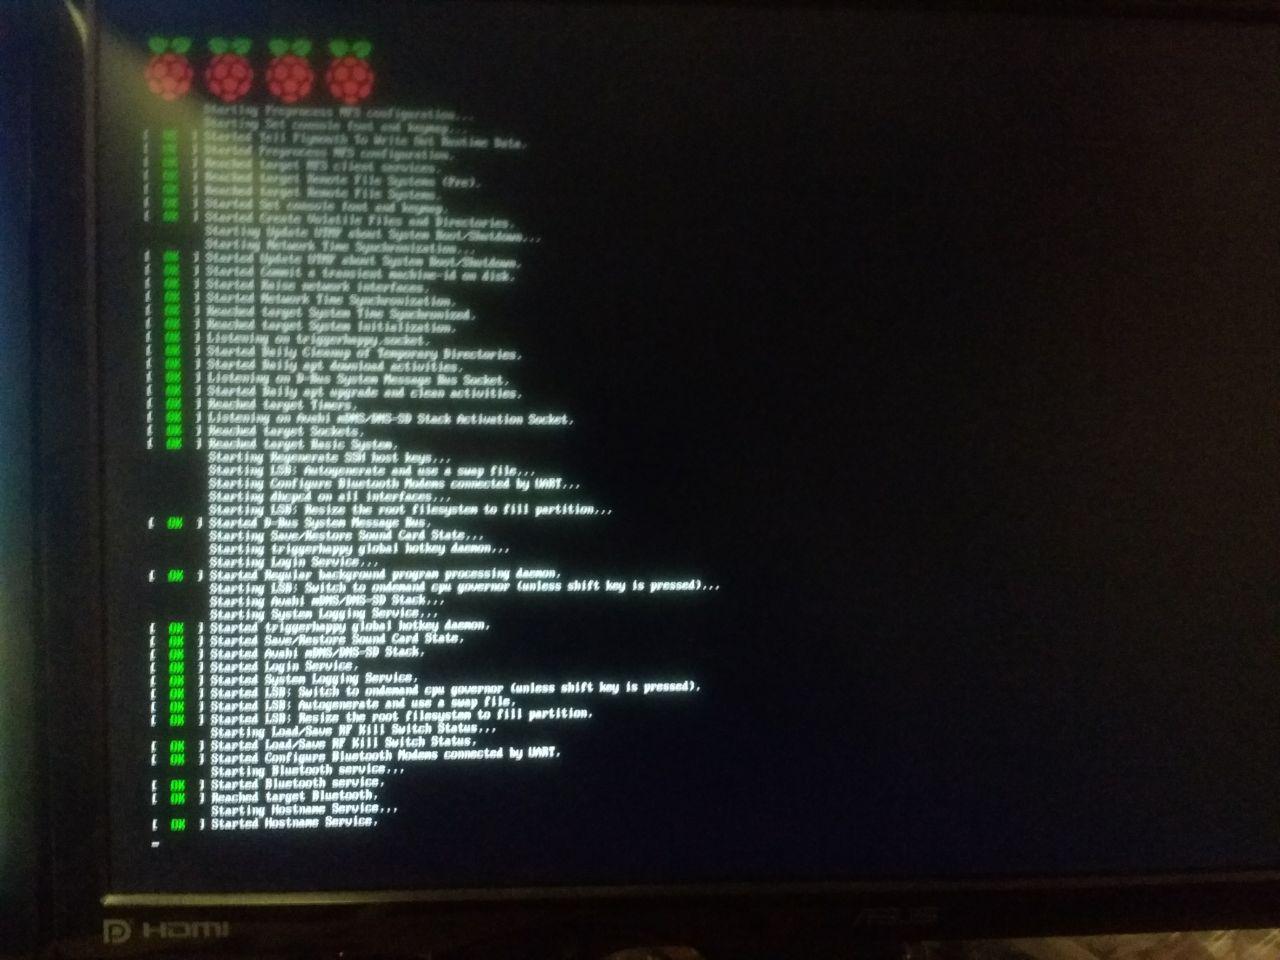 Starting Preprocess NFS configuration...
Starting Set console font and keymap...
[ OK ] Started Tell Plymouth To Write Out Runtime Data.
[ OK ] Started Preprocess NFS configuration.
[ OK ] Reached target NFS client services.
[ OK ] Reached target Remote File Systems (Pre).
[ OK ] Reached target Remote File Systems.
[ OK ] Started Set console font and keymap.
[ OK ] Started Create Volatile Files and Directories.
Starting Update UTMP about System Boot/Shutdown...
Starting Network Time Synchronization...
[ OK ] Started Update UTMP about System Boot/Shutdown.
[ OK ] Started Commit a transient machine-id on disk.
[ OK ] Started Raise network interfaces.
[ OK ] Started Network Time Synchronization.
[ OK ] Reached target System Time Synchronized.
[ OK ] Reached target System Initialization.
[ OK ] Listening on triggerhappy.socket.
[ OK ] Started Daily Cleanup of Temporary Directories.
[ OK ] Started Daily apt download activities.
[ OK ] Listening on D-Bus System Message Bus Socket.
[ OK ] Started Daily apt upgrade and clean activities.
[ OK ] Reached target Timers.
[ OK ] Listening on Avahi mDNS/DNS-SD Stack Activation Socket.
[ OK ] Reached target Sockets.
[ OK ] Reached target Basic System.
Starting Regenerate SSH host keys...
Starting LSB: Autogenerate and use a swap file...
Starting Configure Bluetooth Modems connected by UART...
Starting dhcpcd on all interfaces...
Starting LSB: Resize the root filesystem to fill partition...
[ OK ] Started D-Bus System Message Bus.
Starting Save/Restore Sound Card State...
Starting triggerhappy global hotkey daemon...
Starting Login Service...
[ OK ] Started Regular background program processing daemon.
Starting LSB: Switch to ondemand cpu governor (unless shift key is pressed)...
Starting Avahi mDNS/DNS-SD Stack...
Starting System Logging Service...
[ OK ] Started triggerhappy global hotkey daemon.
[ OK ] Started Save/Restore Sound Card State.
[ OK ] Started Avahi mDNS/DNS-SD Stack.
[ OK ] Started Login Service.
[ OK ] Started System Logging Service.
[ OK ] Started LSB: Switch to ondemand cpu governor (unless shift key is pressed).
[ OK ] Started LSB: Autogenerate and use a swap file.
[ OK ] Started LSB: Resize the root filesystem to fill partition.
Starting Load/Save RF Kill Switch Status...
[ OK ] Started Load/Save RF Kill Switch Status.
[ OK ] Started Configure Bluetooth Modems connected by UART.
Starting Bluetooth service...
[ OK ] Started Bluetooth service.
[ OK ] Reached target Bluetooth.
Starting Hostname Service...
[ OK ] Started Hostname Service.
HDMI
ASUS